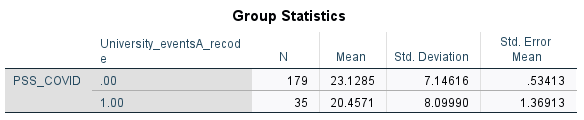 Group Statistics
University_eventsA_recod
e N Mean Std. Deviation Std. Error
Mean
PSS_COVID .00 179 23.1285 7.14616 .53413
1.00 35 20.4571 8.09990 1.36913